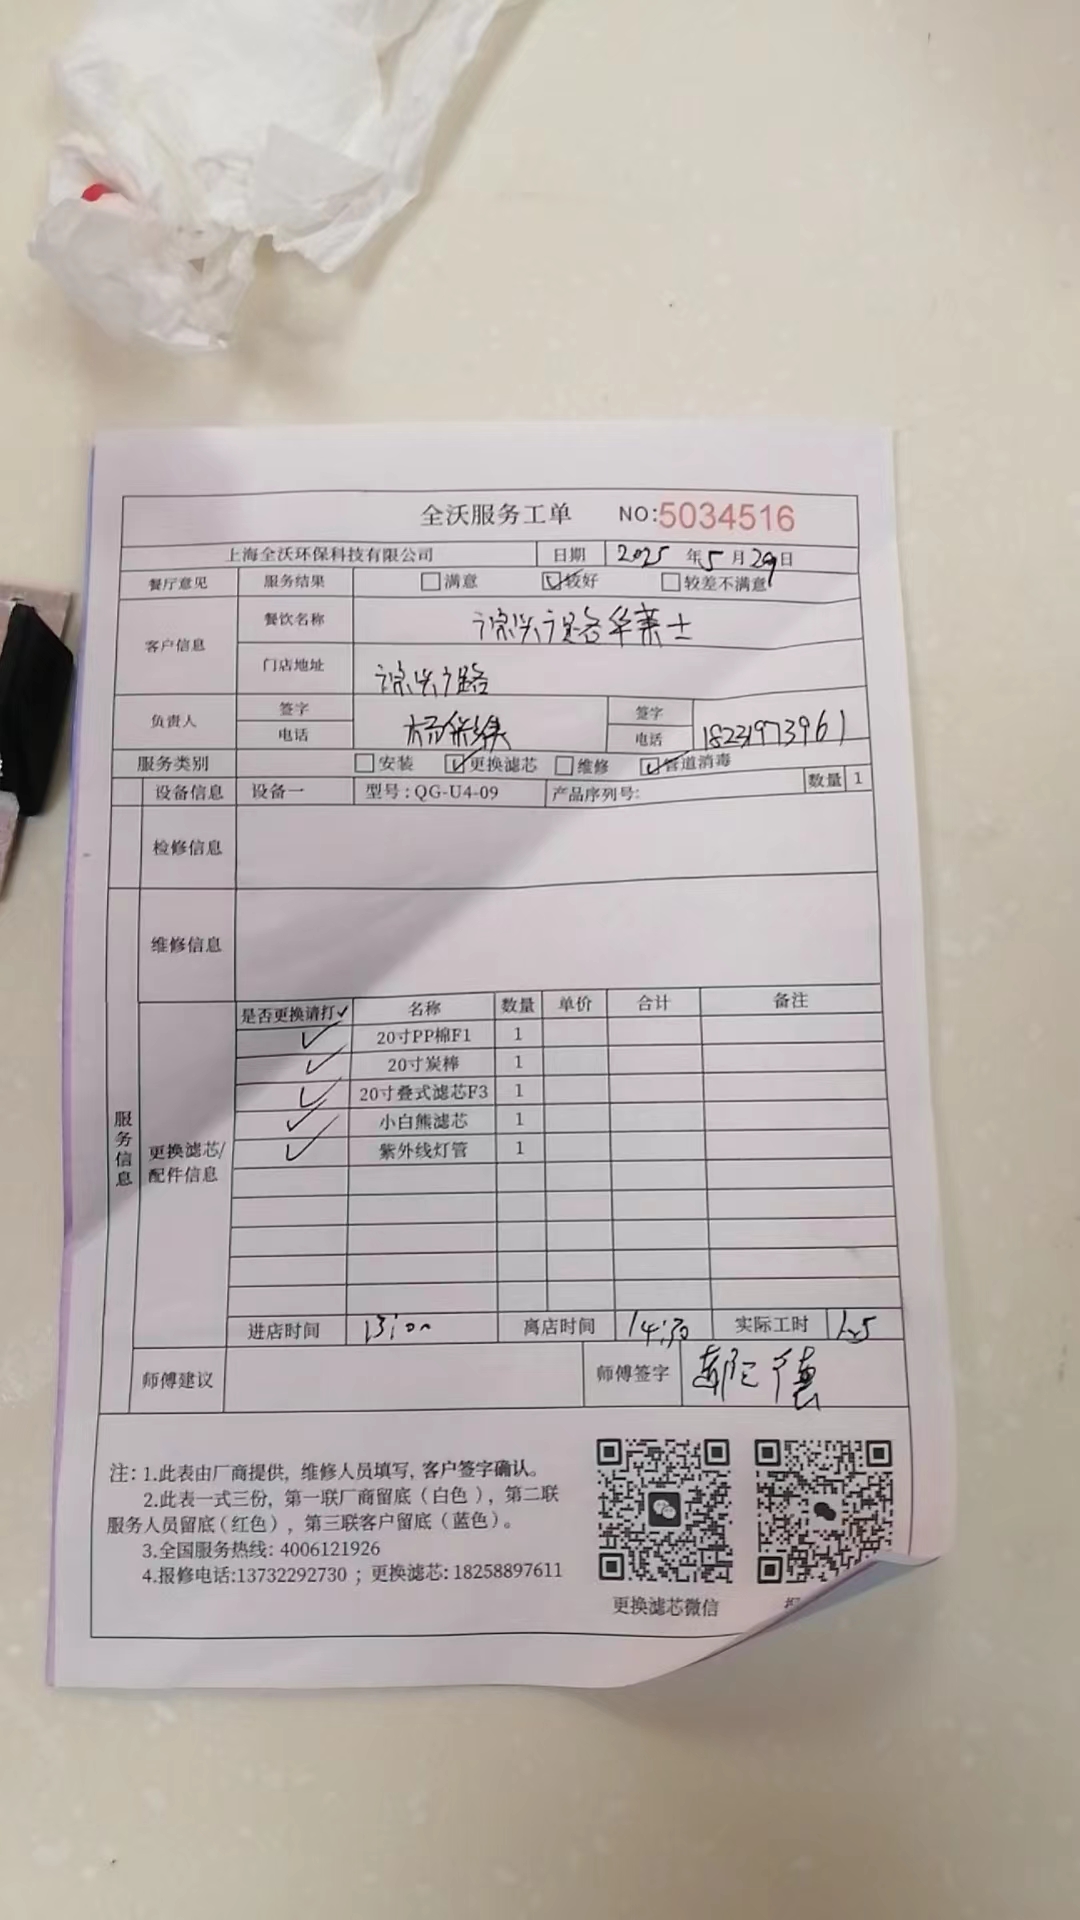 全沃服务工单 NO:5034516
上海全沃环保科技有限公司 日期 2025 年 5 月 29 日
餐厅意见 服务结果 满意 较好 较差不满意
客户信息 餐饮名称 华莱士
门店地址 路
负责人 签字 签字
电话 电话 18231973961
服务类别 安装 更换滤芯 维修 管道消毒
设备信息 设备一 型号:QG-U4-09 产品序列号: 数量 1
检修信息
维修信息
服务信息
更换滤芯/配件信息
是否更换请打✓ 名称 数量 单价 合计 备注
✓ 20寸PP棉F1 1
✓ 20寸炭棒 1
✓ 20寸叠式滤芯F3 1
✓ 小白熊滤芯 1
✓ 紫外线灯管 1
进店时间 13:00 离店时间 14:30 实际工时 1.5
师傅建议 师傅签字
注: 1.此表由厂商提供, 维修人员填写, 客户签字确认。
2.此表一式三份, 第一联厂商留底(白色), 第二联
服务人员留底(红色), 第三联客户留底(蓝色)。
3.全国服务热线: 4006121926
4.报修电话:13732292730 ; 更换滤芯: 18258897611
更换滤芯微信